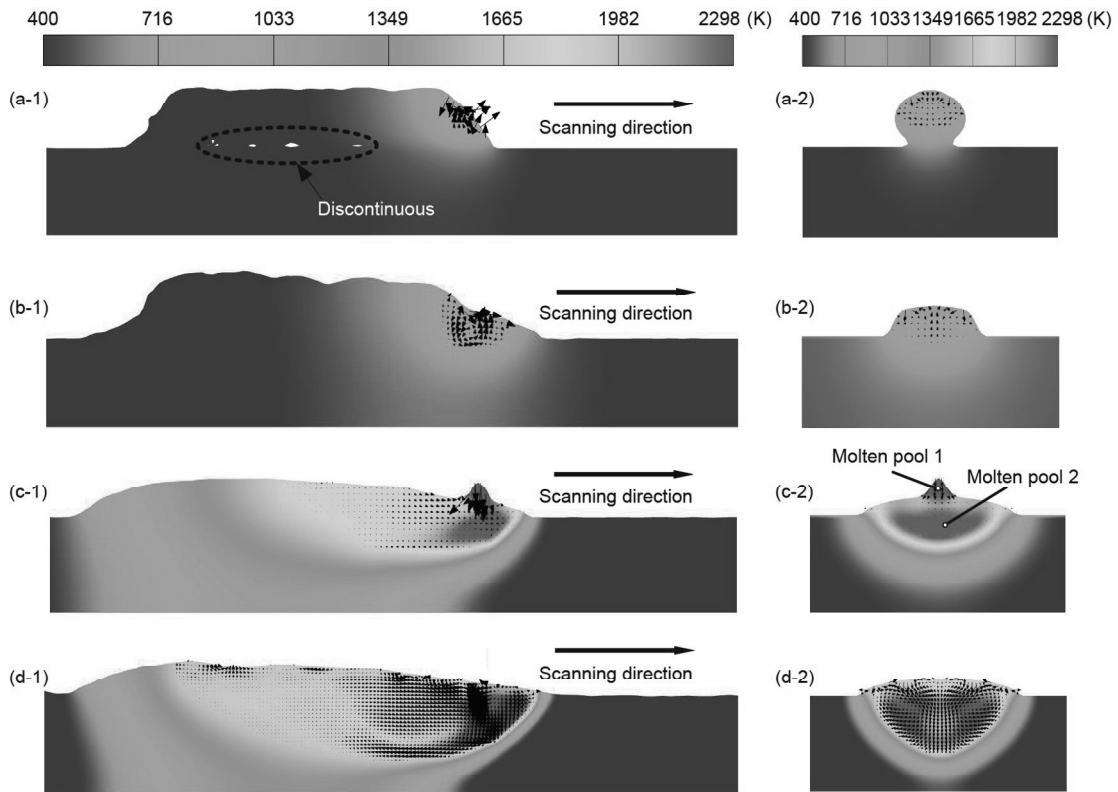 400 716 1033 1349 1665 1982 2298 (K)
400 716 1033 1349 1665 1982 2298 (K)
(a-1)
Scanning direction
Discontinuous
(a-2)
(b-1)
Scanning direction
(b-2)
(c-1)
Scanning direction
(c-2)
Molten pool 1
Molten pool 2
(d-1)
Scanning direction
(d-2)